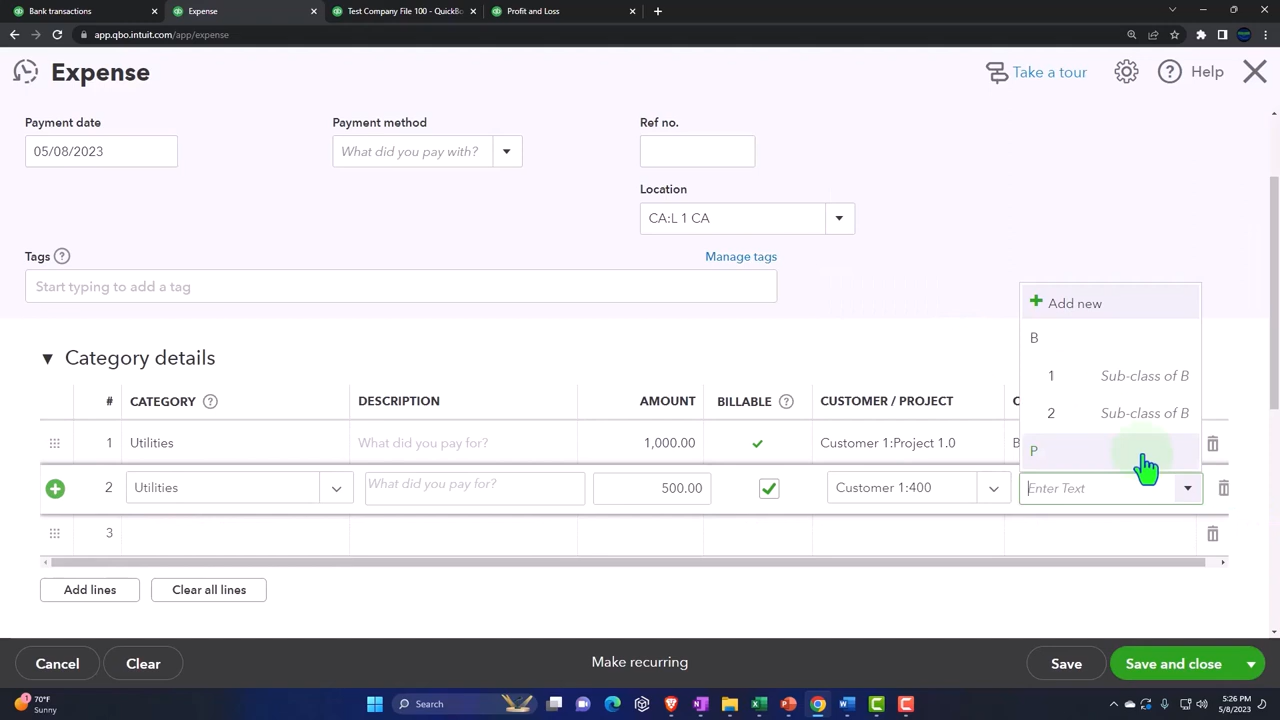 Bank transactions
Expense
Test Company File 100 - QuickBo
Profit and Loss
app.qbo.intuit.com/app/expense
Expense
Take a tour
Help
Payment date
Payment method
Ref no.
05/08/2023
What did you pay with?
Location
CA:L 1 CA
Tags
Manage tags
Start typing to add a tag
Add new
B
1 Sub-class of B
2 Sub-class of B
P
Category details
# CATEGORY DESCRIPTION AMOUNT BILLABLE CUSTOMER / PROJECT C
1 Utilities What did you pay for? 1,000.00 Customer 1:Project 1.0 B
2 Utilities What did you pay for? 500.00 Customer 1:400 Enter Text
3
Add lines
Clear all lines
Cancel
Clear
Make recurring
Save
Save and close
70°F
Sunny
Search
5:26 PM
5/8/2023